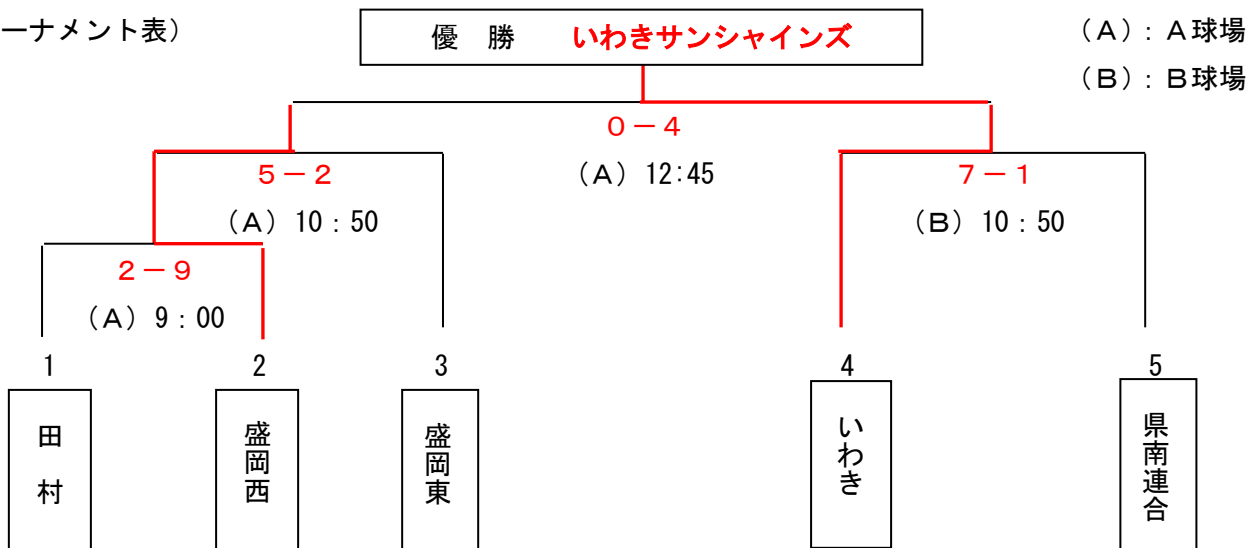 ーナメント表）
優　勝　いわきサンシャインズ
（Ａ）：Ａ球場
（Ｂ）：Ｂ球場
０－４
（Ａ）12:45
５－２
（Ａ）10：50
７－１
（Ｂ）10：50
２－９
（Ａ）9：00
1
2
3
4
5
田村
盛岡西
盛岡東
いわき
県南連合